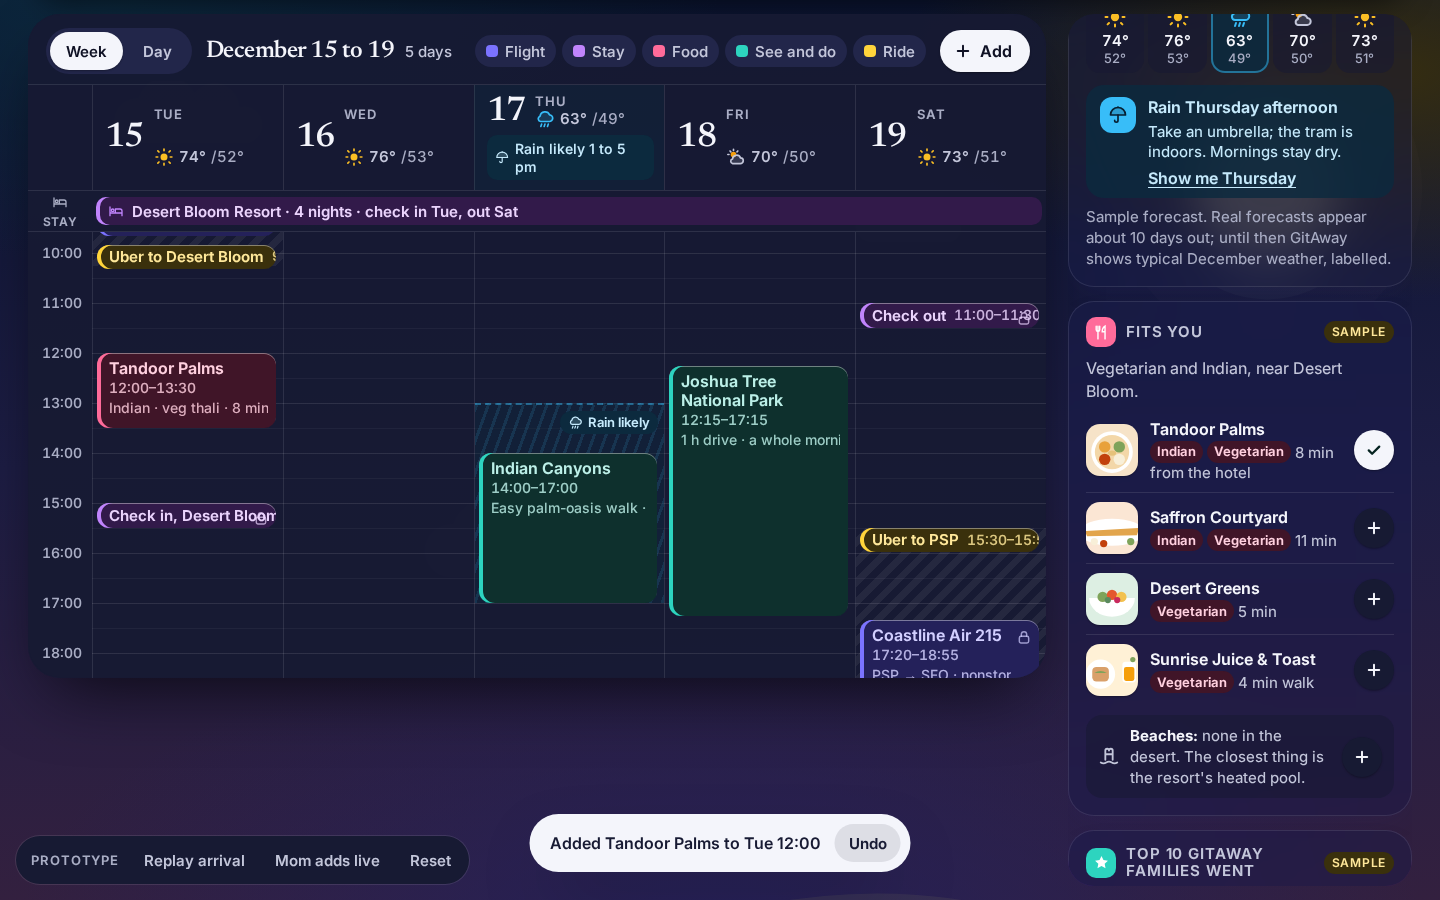 Week
Day
December 15 to 19
5 days
Flight
Stay
Food
See and do
Ride
+ Add
15
TUE
74° /52°
16
WED
76° /53°
17
THU
63° /49°
Rain likely 1 to 5
pm
18
FRI
70° /50°
19
SAT
73° /51°
STAY
Desert Bloom Resort · 4 nights · check in Tue, out Sat
10:00
11:00
12:00
13:00
14:00
15:00
16:00
17:00
18:00
Uber to Desert Bloom
Tandoor Palms
12:00–13:30
Indian · veg thali · 8 min
Check in, Desert Bloom
Rain likely
Indian Canyons
14:00–17:00
Easy palm-oasis walk ·
Joshua Tree
National Park
12:15–17:15
1 h drive · a whole morni
Check out 11:00–11:30
Uber to PSP 15:30–15:
Coastline Air 215
17:20–18:55
PSP → SFO · nonstop
74°
52°
76°
53°
63°
49°
70°
50°
73°
51°
Rain Thursday afternoon
Take an umbrella; the tram is
indoors. Mornings stay dry.
Show me Thursday
Sample forecast. Real forecasts appear
about 10 days out; until then GitAway
shows typical December weather, labelled.
FITS YOU
SAMPLE
Vegetarian and Indian, near Desert
Bloom.
Tandoor Palms
Indian Vegetarian 8 min
from the hotel
Saffron Courtyard
Indian Vegetarian 11 min
Desert Greens
Vegetarian 5 min
Sunrise Juice & Toast
Vegetarian 4 min walk
Beaches: none in the
desert. The closest thing is
the resort's heated pool.
TOP 10 GITAWAY
FAMILIES WENT
SAMPLE
Added Tandoor Palms to Tue 12:00
Undo
PROTOTYPE
Replay arrival
Mom adds live
Reset